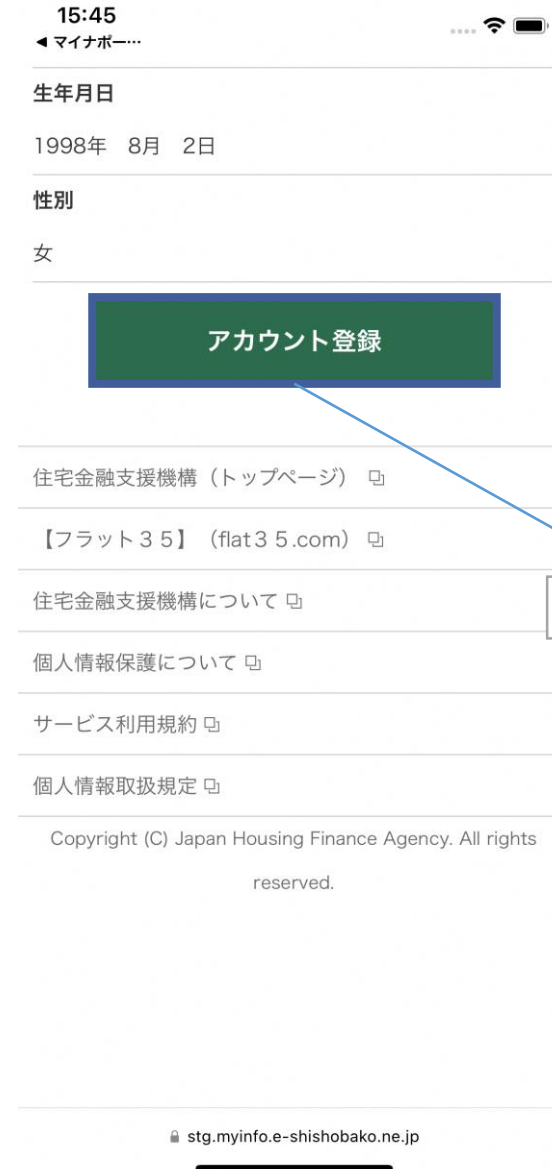 15:45
◀ マイナポー…
生年月日
1998年 8月 2日
性別
女
アカウント登録
住宅金融支援機構（トップページ）
【フラット３５】（flat３５.com）
住宅金融支援機構について
個人情報保護について
サービス利用規約
個人情報取扱規定
Copyright (C) Japan Housing Finance Agency. All rights
reserved.
stg.myinfo.e-shishobako.ne.jp